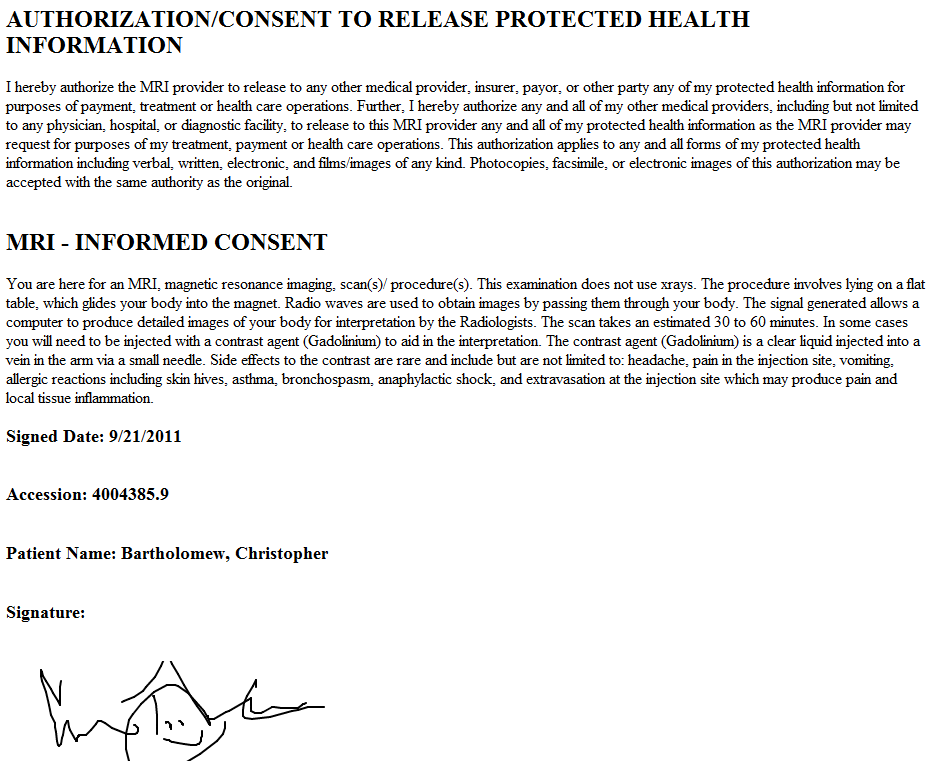 AUTHORIZATION/CONSENT TO RELEASE PROTECTED HEALTH
INFORMATION
I hereby authorize the MRI provider to release to any other medical provider, insurer, payor, or other party any of my protected health information for
purposes of payment, treatment or health care operations. Further, I hereby authorize any and all of my other medical providers, including but not limited
to any physician, hospital, or diagnostic facility, to release to this MRI provider any and all of my protected health information as the MRI provider may
request for purposes of my treatment, payment or health care operations. This authorization applies to any and all forms of my protected health
information including verbal, written, electronic, and films/images of any kind. Photocopies, facsimile, or electronic images of this authorization may be
accepted with the same authority as the original.
MRI - INFORMED CONSENT
You are here for an MRI, magnetic resonance imaging, scan(s)/ procedure(s). This examination does not use xrays. The procedure involves lying on a flat
table, which glides your body into the magnet. Radio waves are used to obtain images by passing them through your body. The signal generated allows a
computer to produce detailed images of your body for interpretation by the Radiologists. The scan takes an estimated 30 to 60 minutes. In some cases
you will need to be injected with a contrast agent (Gadolinium) to aid in the interpretation. The contrast agent (Gadolinium) is a clear liquid injected into a
vein in the arm via a small needle. Side effects to the contrast are rare and include but are not limited to: headache, pain in the injection site, vomiting,
allergic reactions including skin hives, asthma, bronchospasm, anaphylactic shock, and extravasation at the injection site which may produce pain and
local tissue inflammation.
Signed Date: 9/21/2011
Accession: 4004385.9
Patient Name: Bartholomew, Christopher
Signature: